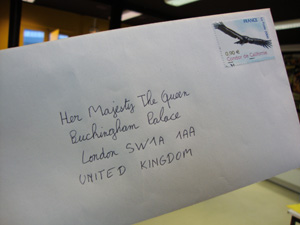 FRANCE
Her Majesty The Queen
Buckingham Palace
London SW1A 1AA
UNITED KINGDOM